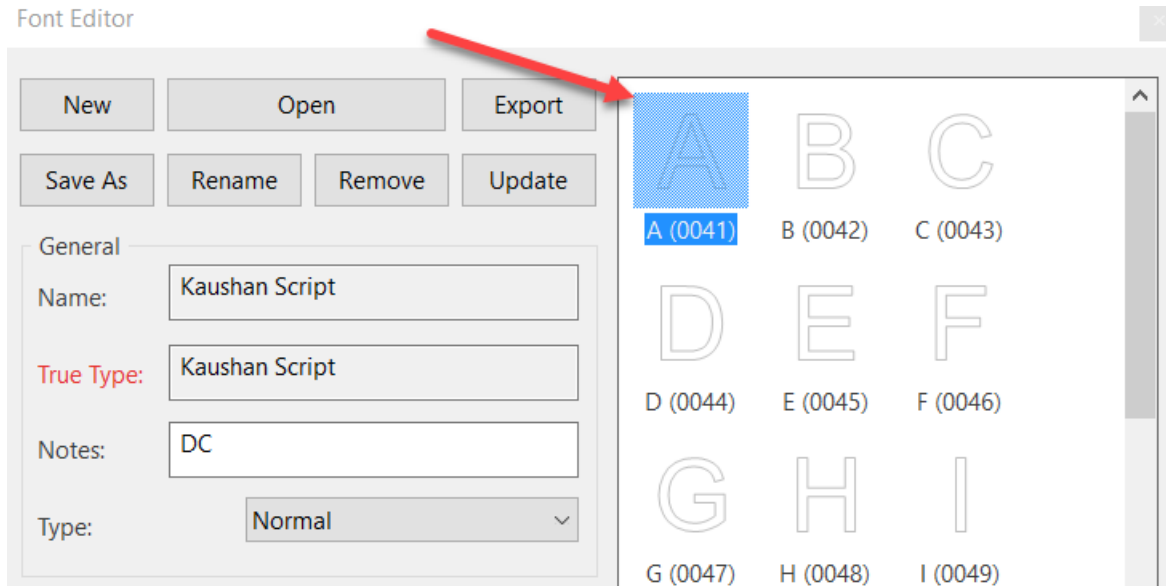 Font Editor
New Open Export
Save As Rename Remove Update
General
Name: Kaushan Script
True Type: Kaushan Script
Notes: DC
Type: Normal
A B C
A (0041) B (0042) C (0043)
D E F
D (0044) E (0045) F (0046)
G H I
G (0047) H (0048) I (0049)